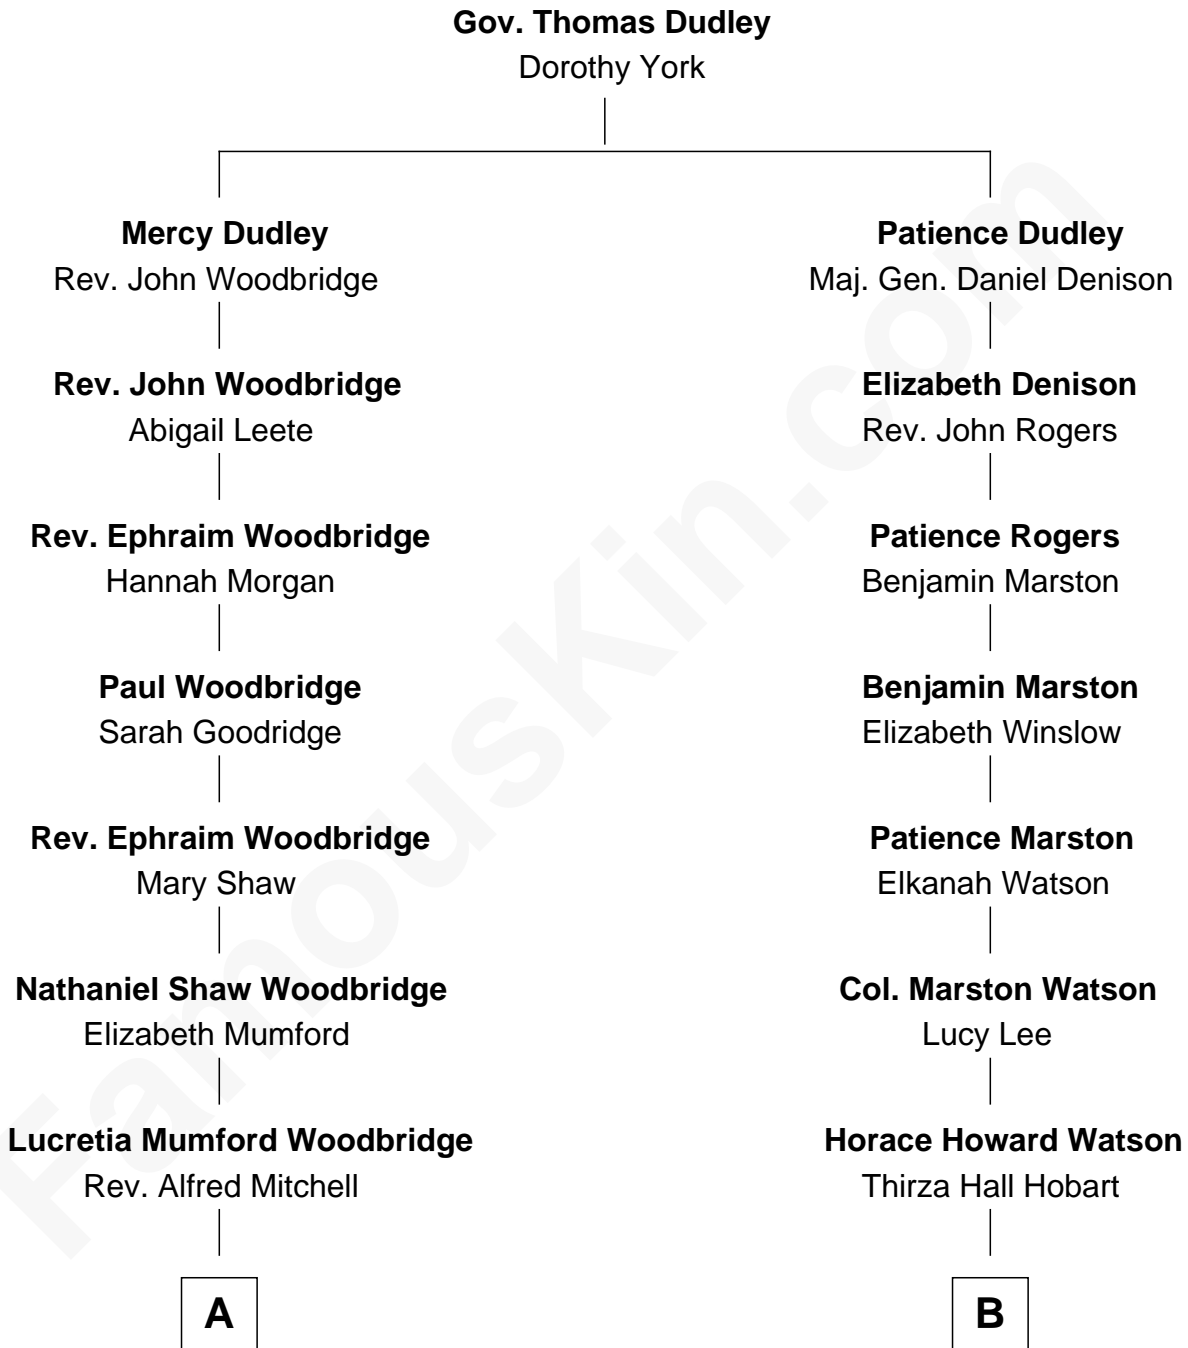 Gov. Thomas Dudley
Dorothy York
Mercy Dudley
Rev. John Woodbridge
Patience Dudley
Maj. Gen. Daniel Denison
Rev. John Woodbridge
Abigail Leete
Elizabeth Denison
Rev. John Rogers
Rev. Ephraim Woodbridge
Hannah Morgan
Patience Rogers
Benjamin Marston
Paul Woodbridge
Sarah Goodridge
Benjamin Marston
Elizabeth Winslow
Rev. Ephraim Woodbridge
Mary Shaw
Patience Marston
Elkanah Watson
Nathaniel Shaw Woodbridge
Elizabeth Mumford
Col. Marston Watson
Lucy Lee
Lucretia Mumford Woodbridge
Rev. Alfred Mitchell
Horace Howard Watson
Thirza Hall Hobart
A
B
FamousKin.com